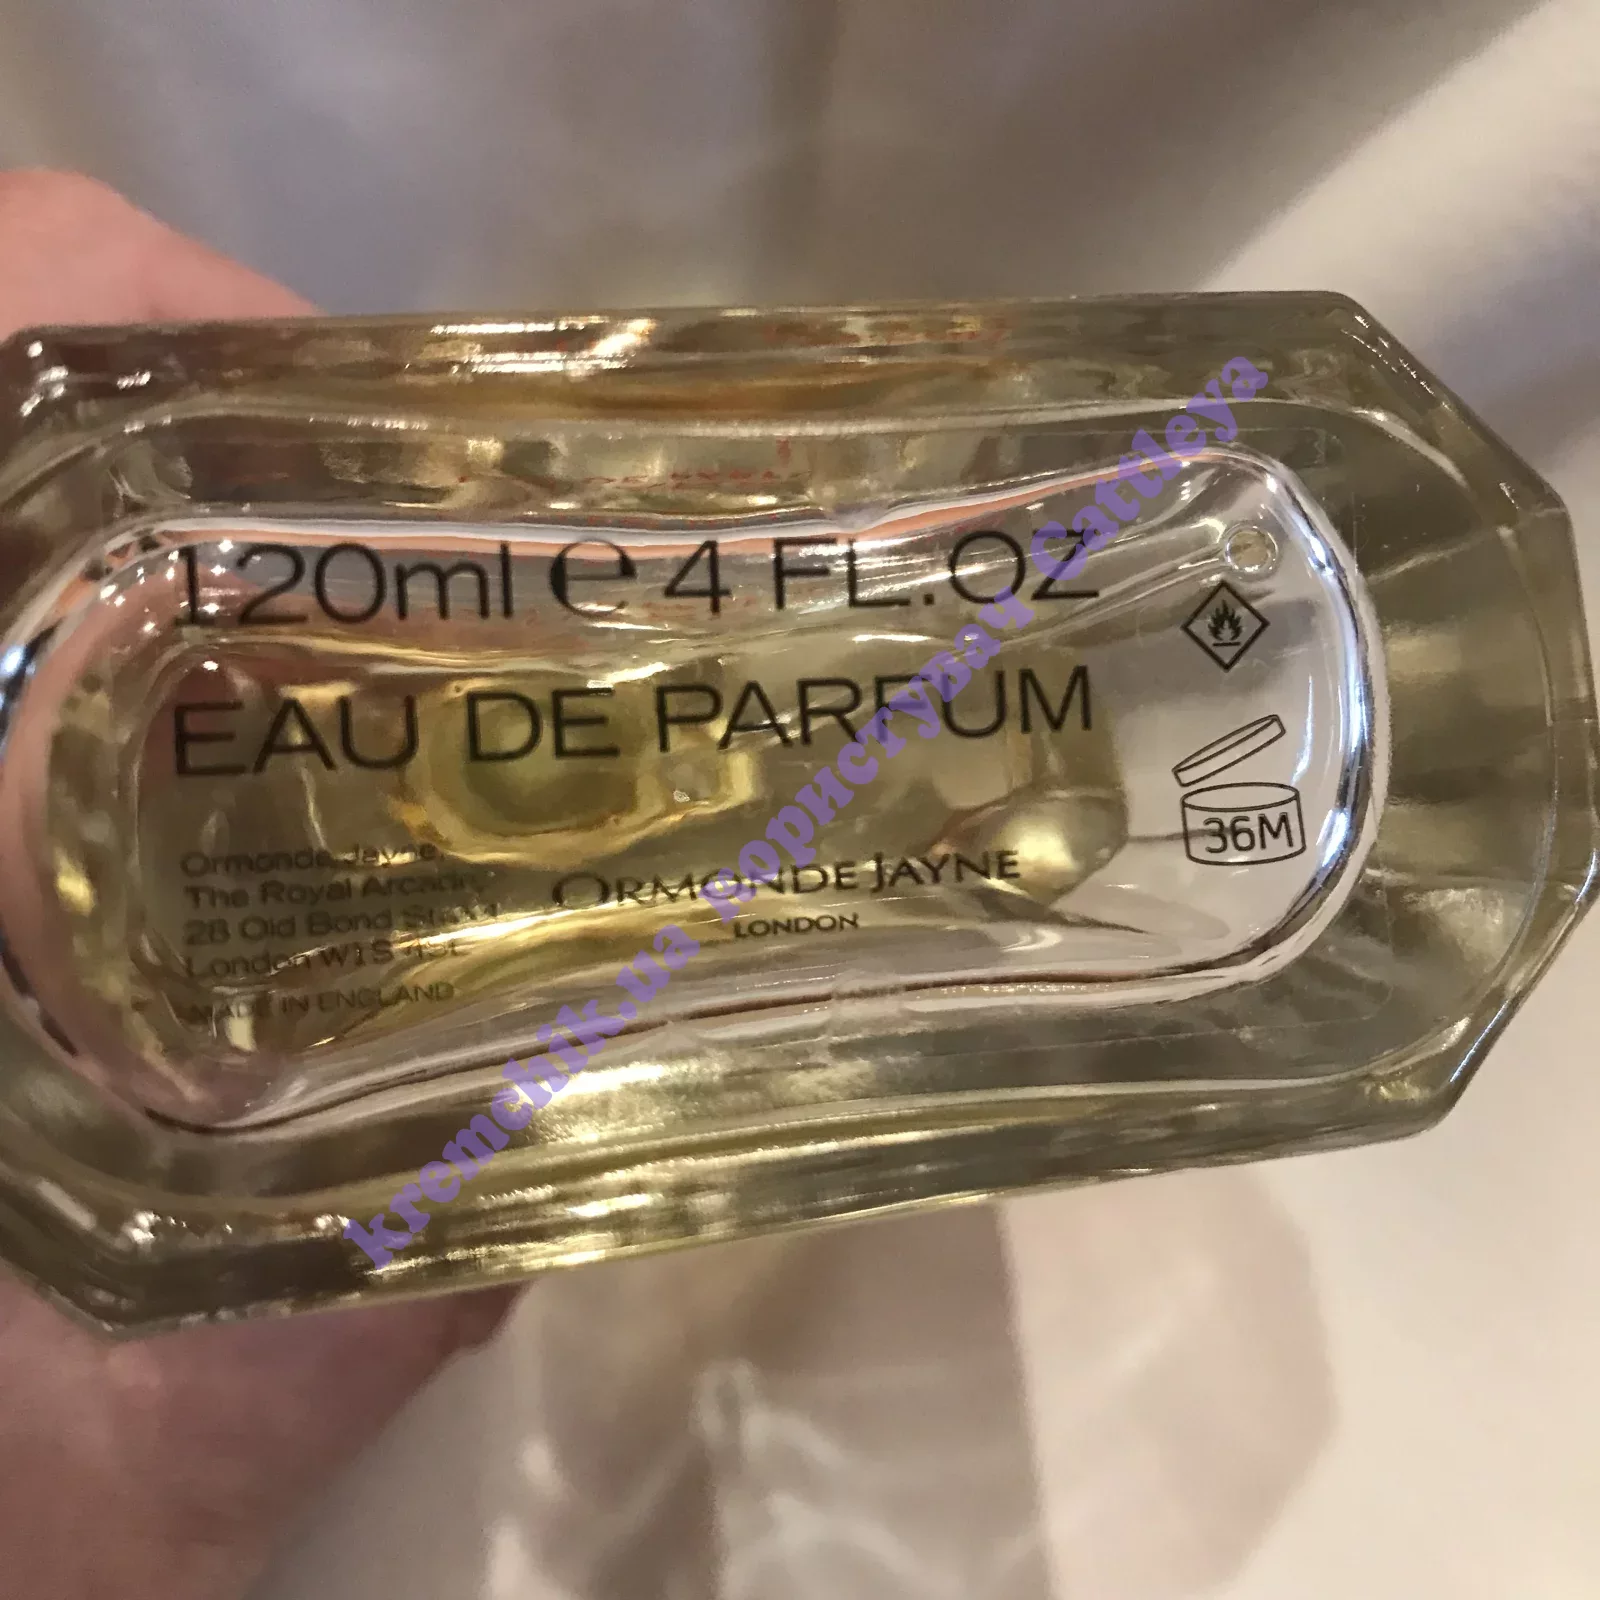 120ml e 4 FL.OZ
EAU DE PARFUM
36M
Ormonde Jayne,
The Royal Arcade,
28 Old Bond Street
London W1S 4SL
MADE IN ENGLAND
ORMONDE JAYNE
LONDON
kremchik.ua користувач Cattleya